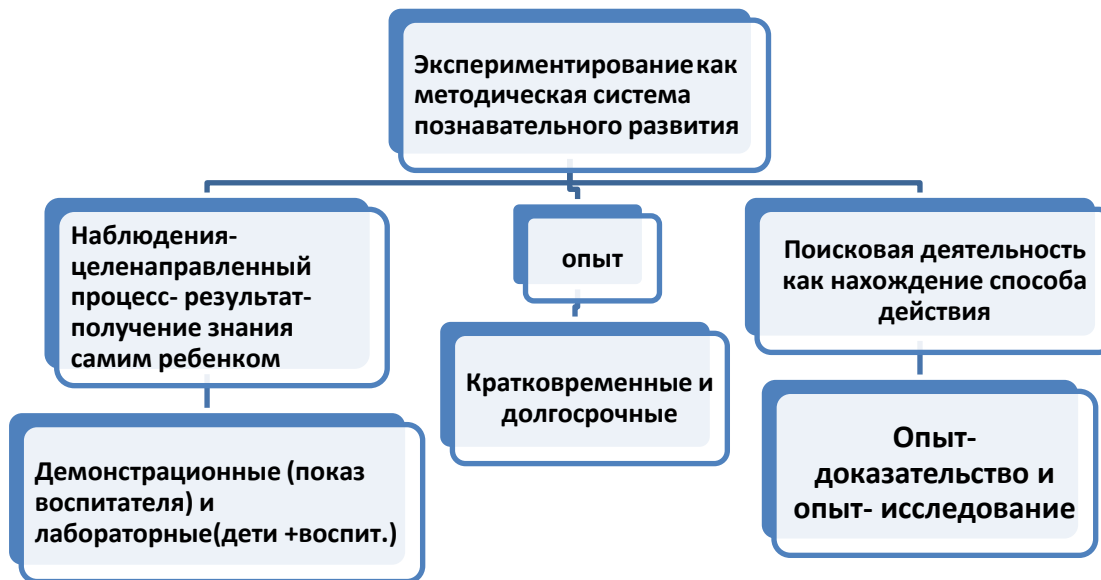 Экспериментирование как
методическая система
познавательного развития
Наблюдения-
целенаправленный
процесс- результат-
получение знания
самим ребенком
опыт
Поисковая деятельность
как нахождение способа
действия
Демонстрационные (показ
воспитателя) и
лабораторные(дети +воспит.)
Кратковременные и
долгосрочные
Опыт-
доказательство и
опыт- исследование